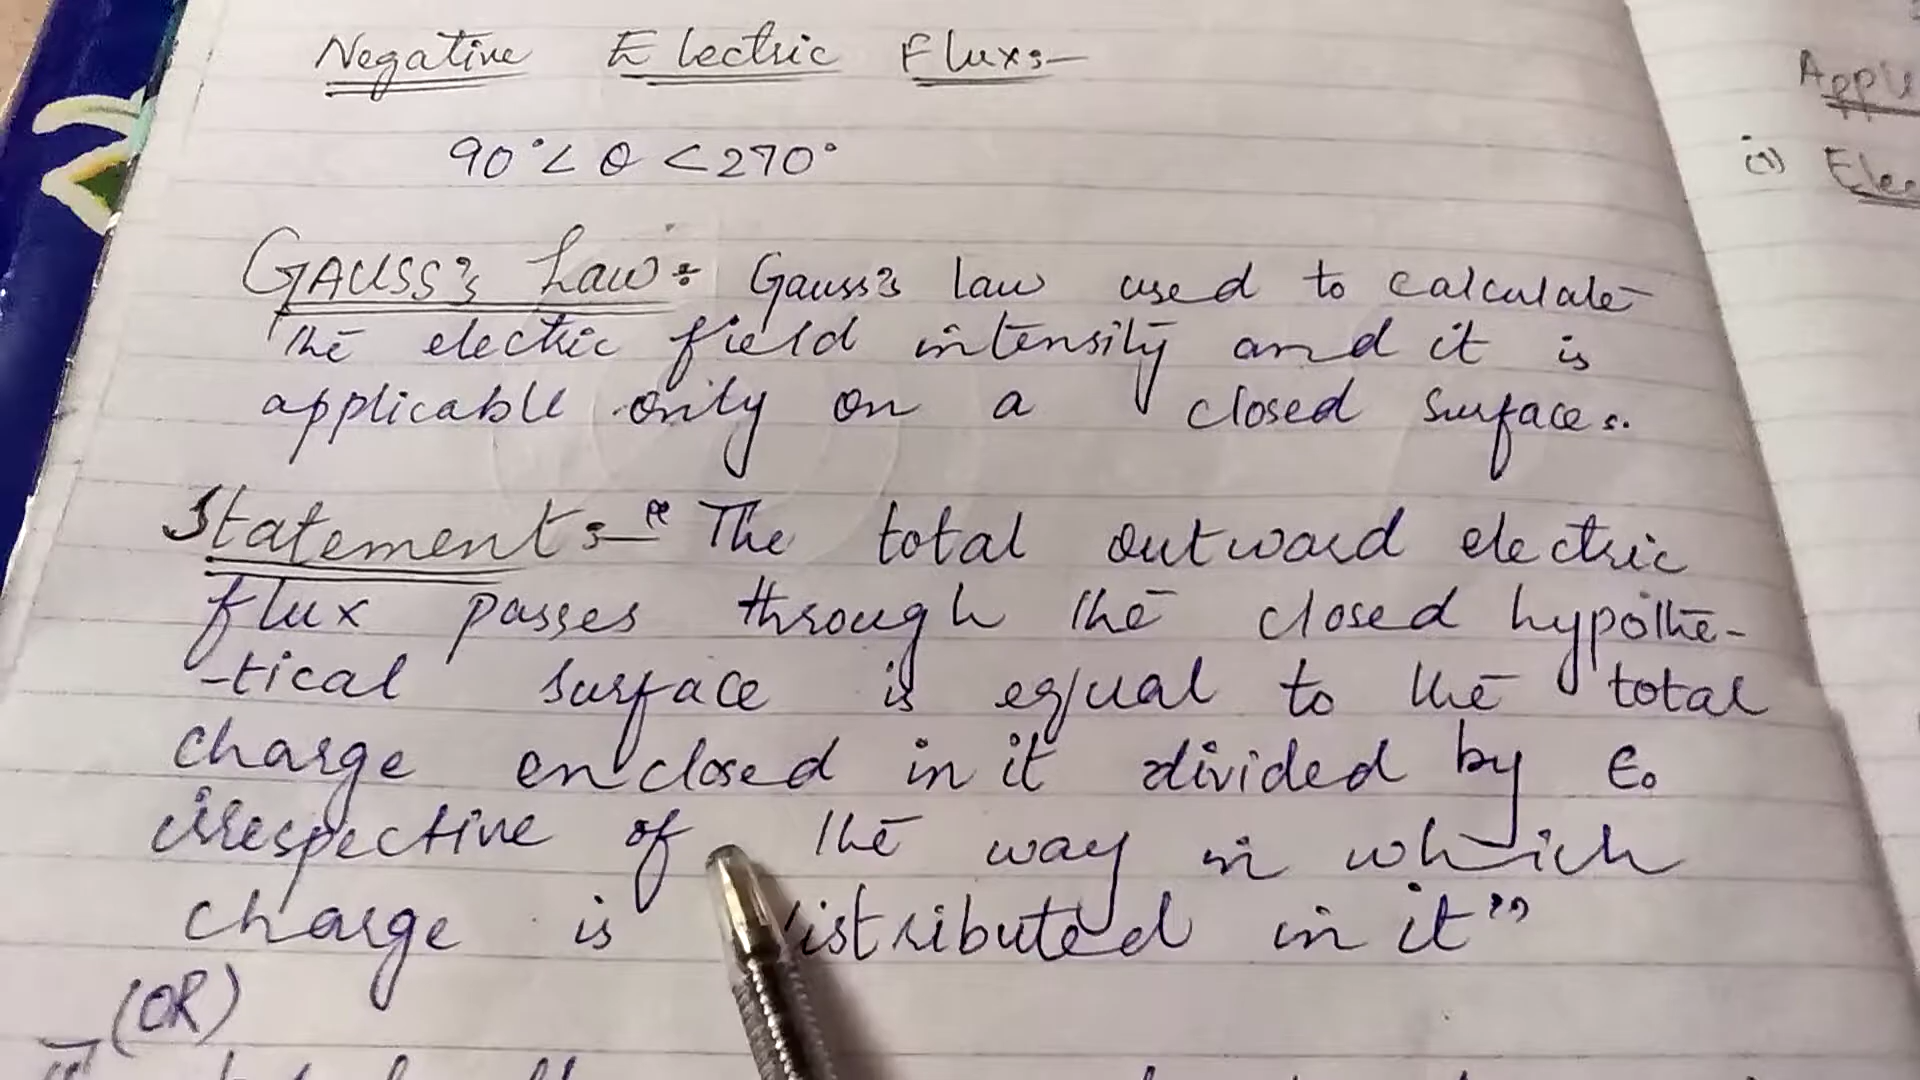 Negative Electric Flux:-
90° < θ < 270°
GAUSS's Law:- Gauss's law used to calculate
the electric field intensity and it is
applicable only on a closed surfaces.
Statement:- "The total outward electric
flux passes through the closed hypothe-
-tical surface is equal to the total
charge enclosed in it divided by ε₀
irrespective of the way in which
charge is distributed in it"
(OR)
(i)